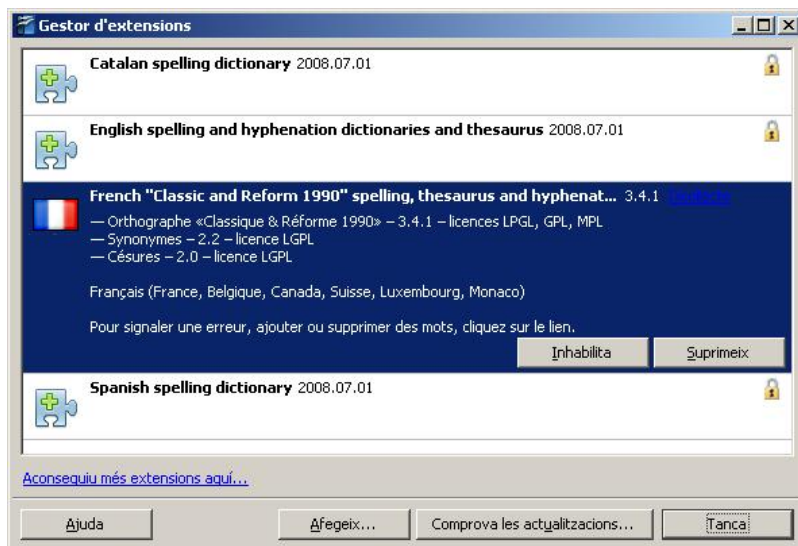 Gestor d'extensions
Catalan spelling dictionary 2008.07.01
English spelling and hyphenation dictionaries and thesaurus 2008.07.01
French "Classic and Reform 1990" spelling, thesaurus and hyphenat... 3.4.1
— Orthographe «Classique & Réforme 1990» – 3.4.1 – licences LPGL, GPL, MPL
— Synonymes – 2.2 – licence LGPL
— Césures – 2.0 – licence LGPL
Français (France, Belgique, Canada, Suisse, Luxembourg, Monaco)
Pour signaler une erreur, ajouter ou supprimer des mots, cliquez sur le lien.
Inhabilita Suprimeix
Spanish spelling dictionary 2008.07.01
Aconseguiu més extensions aquí...
Ajuda Afegeix... Comprova les actualitzacions... Tanca